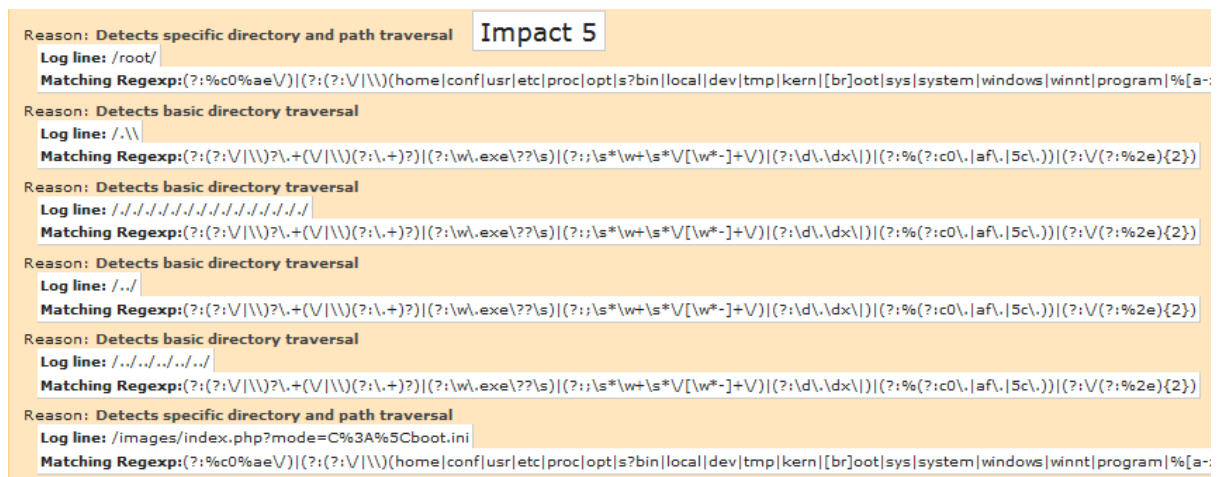 Reason: Detects specific directory and path traversal Impact 5
Log line: /root/
Matching Regexp:(?:%c0%ae\/)|(?:(?:\/|\\)(home|conf|usr|etc|proc|opt|s?bin|local|dev|tmp|kern|[br]oot|sys|system|windows|winnt|program|%[a-z
Reason: Detects basic directory traversal
Log line: /.\\
Matching Regexp:(?:(?:\/|\\)?\.+(\/|\\)(?:\.+)?)|(?:\w\.exe\??\s)|(?:;\s*\w+\s*\/[\w*-]+\/)|(?:\d\.\dx\|)|(?:%(?:c0\.|af\.|5c\.))|(?:\/(?:%2e){2})
Reason: Detects basic directory traversal
Log line: /./././././././././././././././
Matching Regexp:(?:(?:\/|\\)?\.+(\/|\\)(?:\.+)?)|(?:\w\.exe\??\s)|(?:;\s*\w+\s*\/[\w*-]+\/)|(?:\d\.\dx\|)|(?:%(?:c0\.|af\.|5c\.))|(?:\/(?:%2e){2})
Reason: Detects basic directory traversal
Log line: /../
Matching Regexp:(?:(?:\/|\\)?\.+(\/|\\)(?:\.+)?)|(?:\w\.exe\??\s)|(?:;\s*\w+\s*\/[\w*-]+\/)|(?:\d\.\dx\|)|(?:%(?:c0\.|af\.|5c\.))|(?:\/(?:%2e){2})
Reason: Detects basic directory traversal
Log line: /../../../../../
Matching Regexp:(?:(?:\/|\\)?\.+(\/|\\)(?:\.+)?)|(?:\w\.exe\??\s)|(?:;\s*\w+\s*\/[\w*-]+\/)|(?:\d\.\dx\|)|(?:%(?:c0\.|af\.|5c\.))|(?:\/(?:%2e){2})
Reason: Detects specific directory and path traversal
Log line: /images/index.php?mode=C%3A%5Cboot.ini
Matching Regexp:(?:%c0%ae\/)|(?:(?:\/|\\)(home|conf|usr|etc|proc|opt|s?bin|local|dev|tmp|kern|[br]oot|sys|system|windows|winnt|program|%[a-z